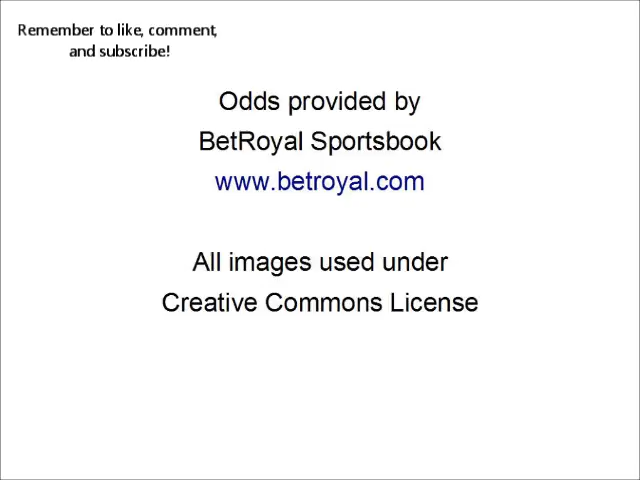 Remember to like, comment,
and subscribe!
Odds provided by
BetRoyal Sportsbook
www.betroyal.com
All images used under
Creative Commons License